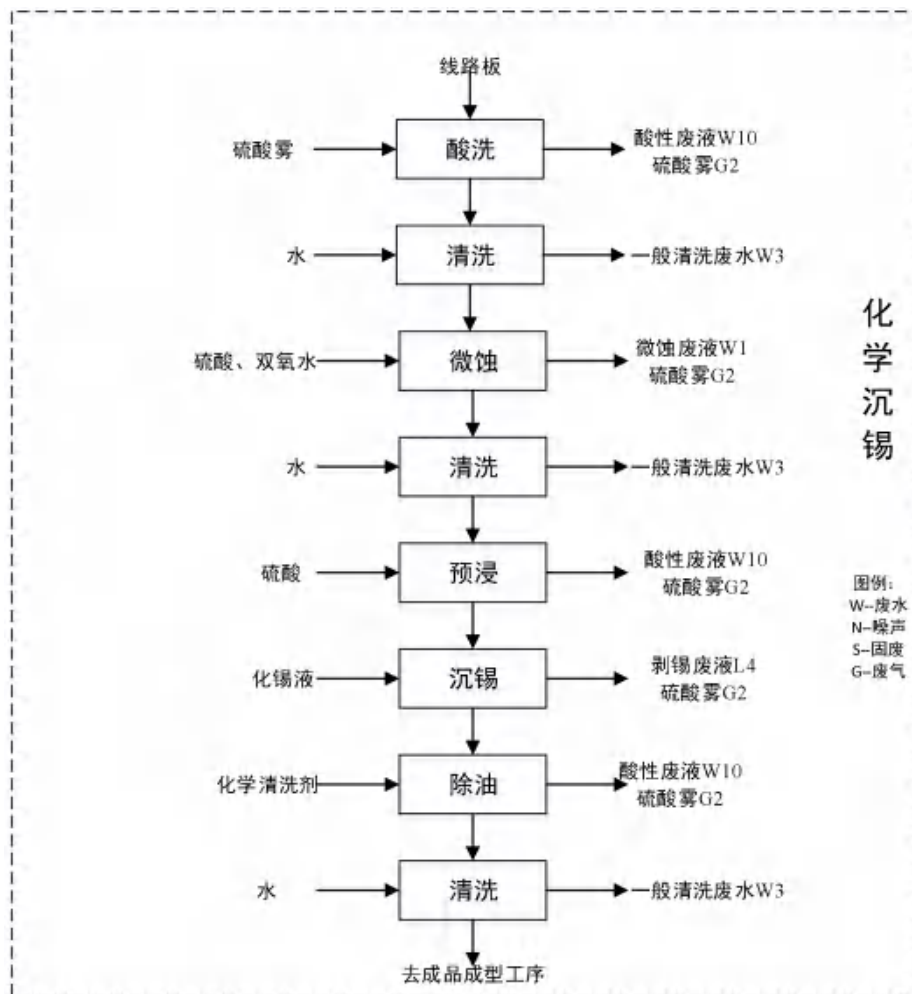 线路板
硫酸雾
酸洗
酸性废液W10
硫酸雾G2
水
清洗
一般清洗废水W3
硫酸、双氧水
微蚀
微蚀废液W1
硫酸雾G2
水
清洗
一般清洗废水W3
硫酸
预浸
酸性废液W10
硫酸雾G2
化锡液
沉锡
剥锡废液L4
硫酸雾G2
化学清洗剂
除油
酸性废液W10
硫酸雾G2
水
清洗
一般清洗废水W3
去成品成型工序
化学沉锡
图例:
W--废水
N--噪声
S--固废
G--废气